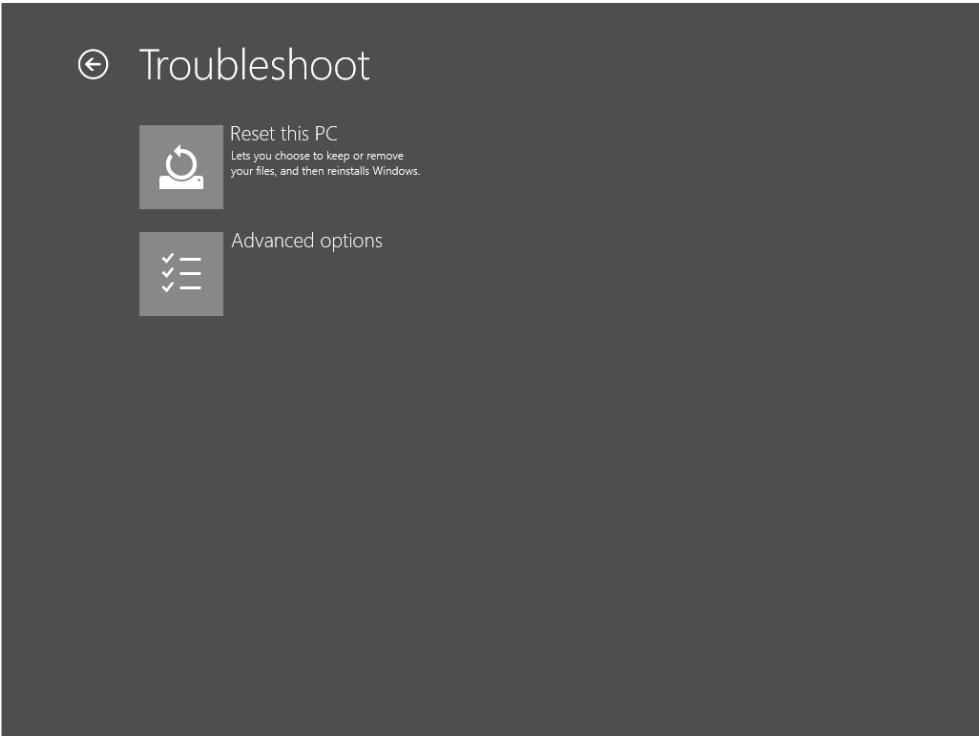 Troubleshoot
Reset this PC
Lets you choose to keep or remove
your files, and then reinstalls Windows.
Advanced options